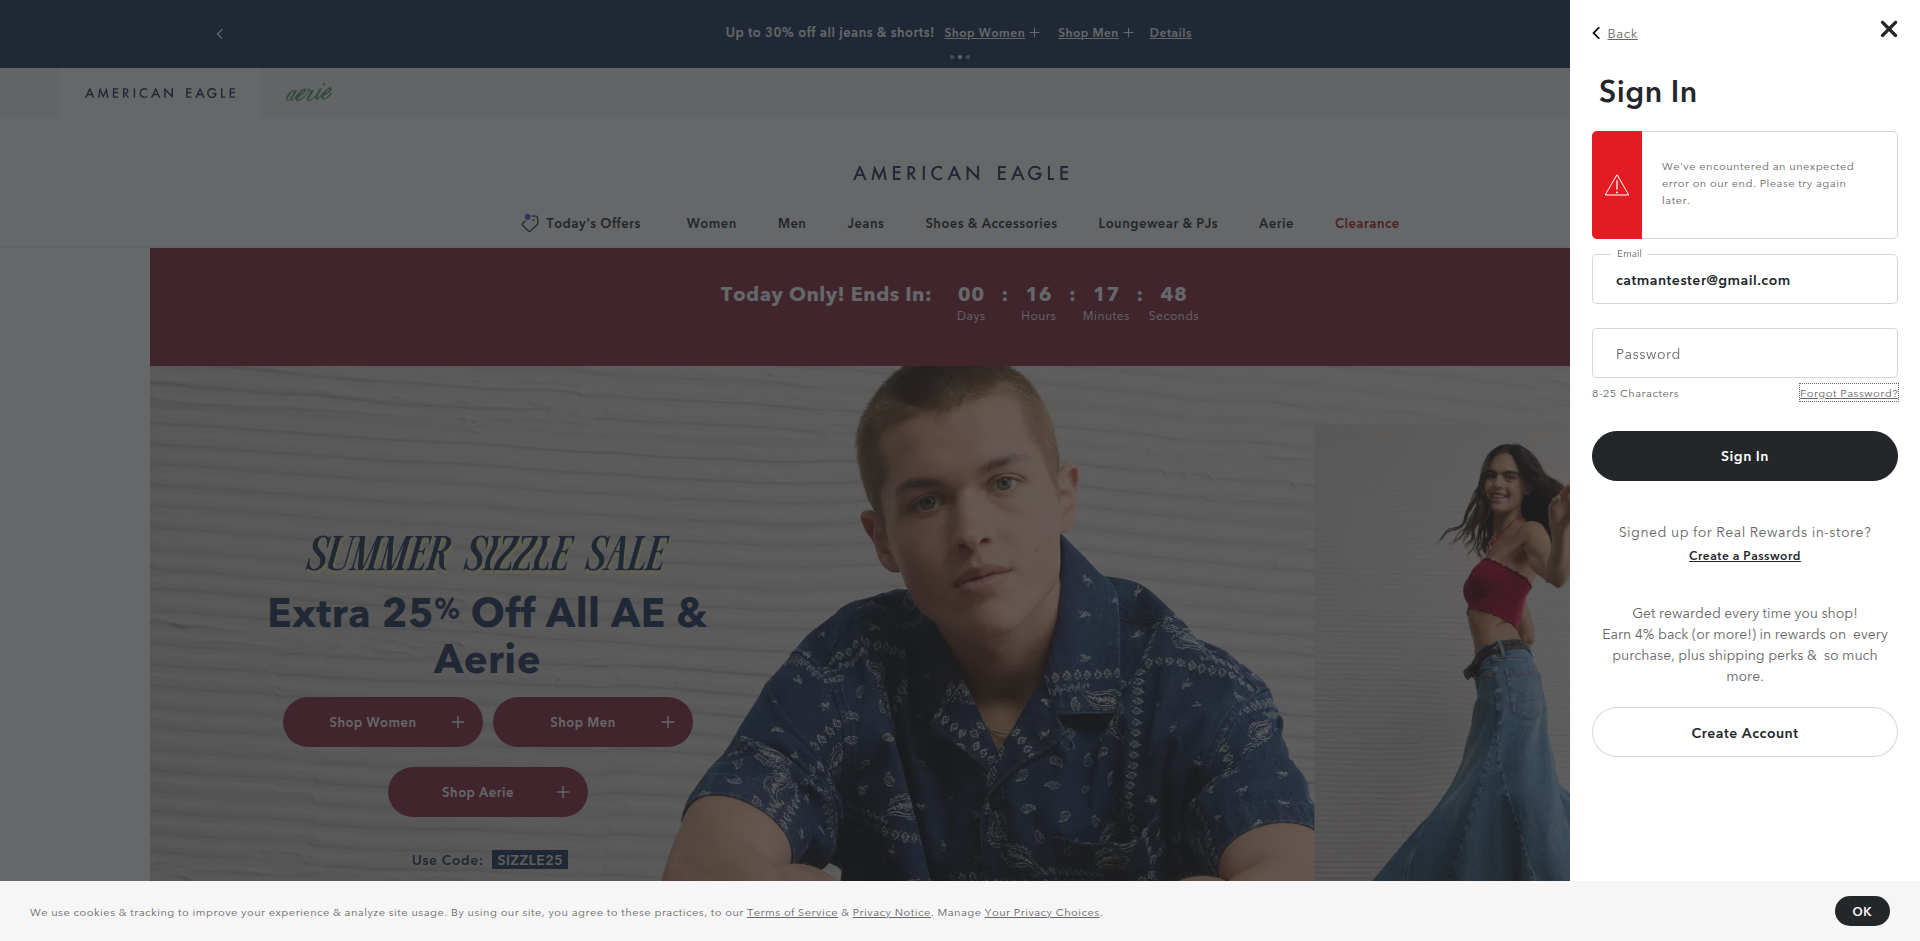 Up to 30% off all jeans & shorts! Shop Women Shop Men Details
AMERICAN EAGLE aerie
AMERICAN EAGLE
Today's Offers Women Men Jeans Shoes & Accessories Loungewear & PJs Aerie Clearance
Today Only! Ends In: 00 : 16 : 17 : 48
Days Hours Minutes Seconds
SUMMER SIZZLE SALE
Extra 25% Off All AE &
Aerie
Shop Women Shop Men
Shop Aerie
Use Code: SIZZLE25
Back
Sign In
We've encountered an unexpected
error on our end. Please try again
later.
Email
catmantester@gmail.com
Password
8-25 Characters Forgot Password?
Sign In
Signed up for Real Rewards in-store?
Create a Password
Get rewarded every time you shop!
Earn 4% back (or more!) in rewards on every
purchase, plus shipping perks & so much
more.
Create Account
We use cookies & tracking to improve your experience & analyze site usage. By using our site, you agree to these practices, to our Terms of Service & Privacy Notice. Manage Your Privacy Choices.
OK